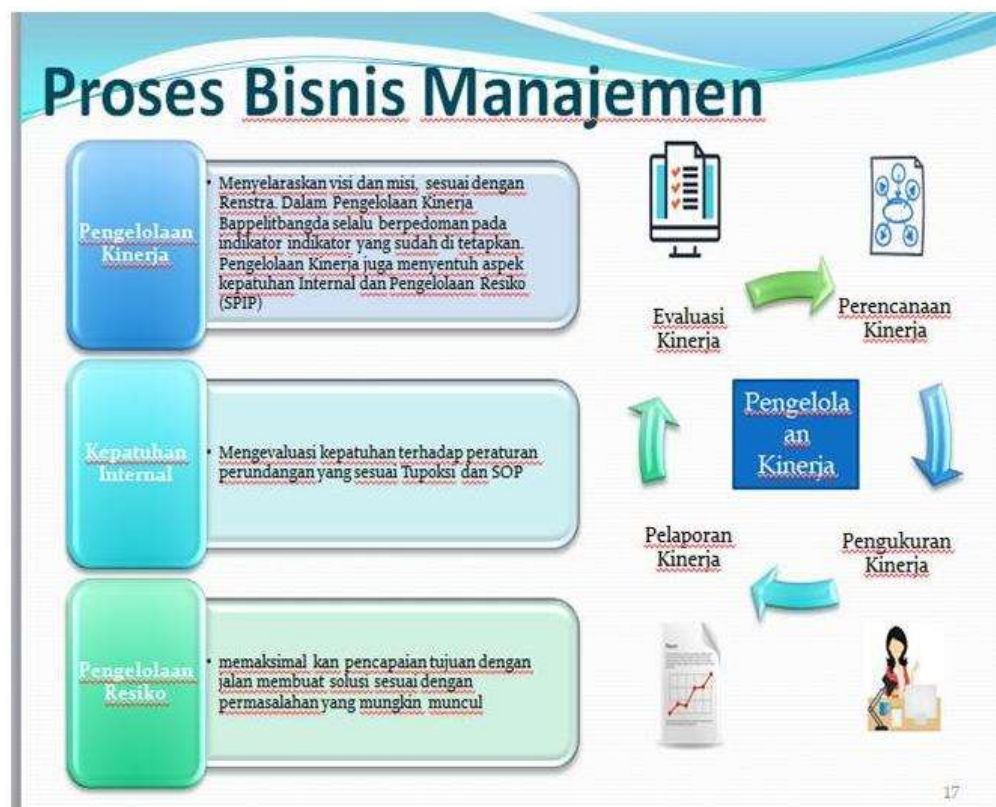 Proses Bisnis Manajemen
Pengelolaan
Kinerja
• Menyelaraskan visi dan misi, sesuai dengan
Renstra. Dalam Pengelolaan Kinerja
Bappelitbangda selalu berpedoman pada
indikator indikator yang sudah di tetapkan.
Pengelolaan Kinerja juga menyentuh aspek
kepatuhan Internal dan Pengelolaan Resiko
(SPIP)
Kepatuhan
Internal
• Mengevaluasi kepatuhan terhadap peraturan
perundangan yang sesuai Tupoksi dan SOP
Pengelolaan
Resiko
• memaksimal kan pencapaian tujuan dengan
jalan membuat solusi sesuai dengan
permasalahan yang mungkin muncul
Evaluasi
Kinerja
Perencanaan
Kinerja
Pengelola
an
Kinerja
Pelaporan
Kinerja
Pengukuran
Kinerja
17